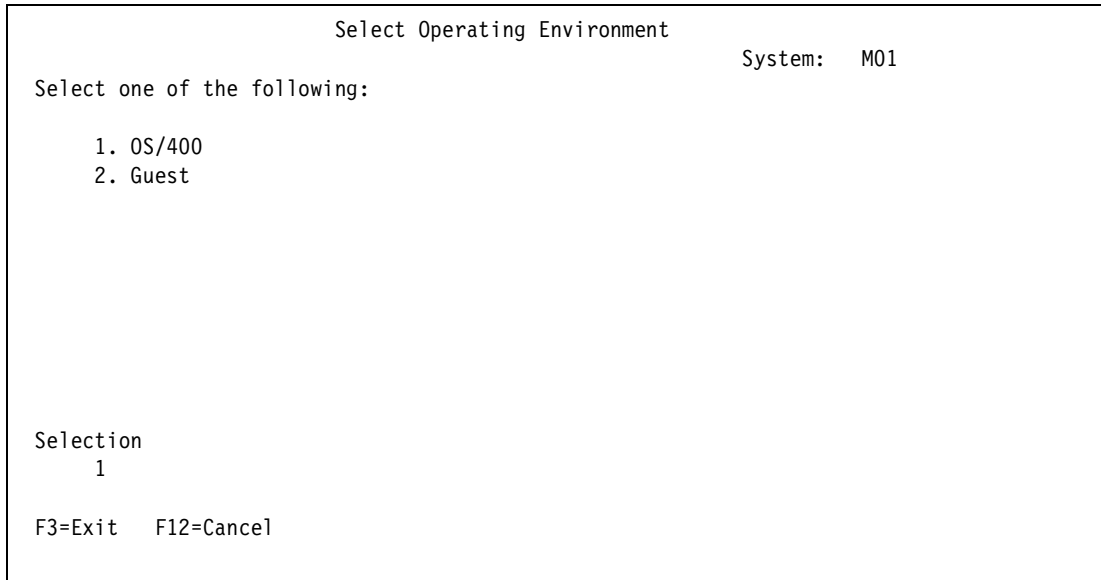 Select Operating Environment
System: M01
Select one of the following:
1. OS/400
2. Guest
Selection
1
F3=Exit F12=Cancel